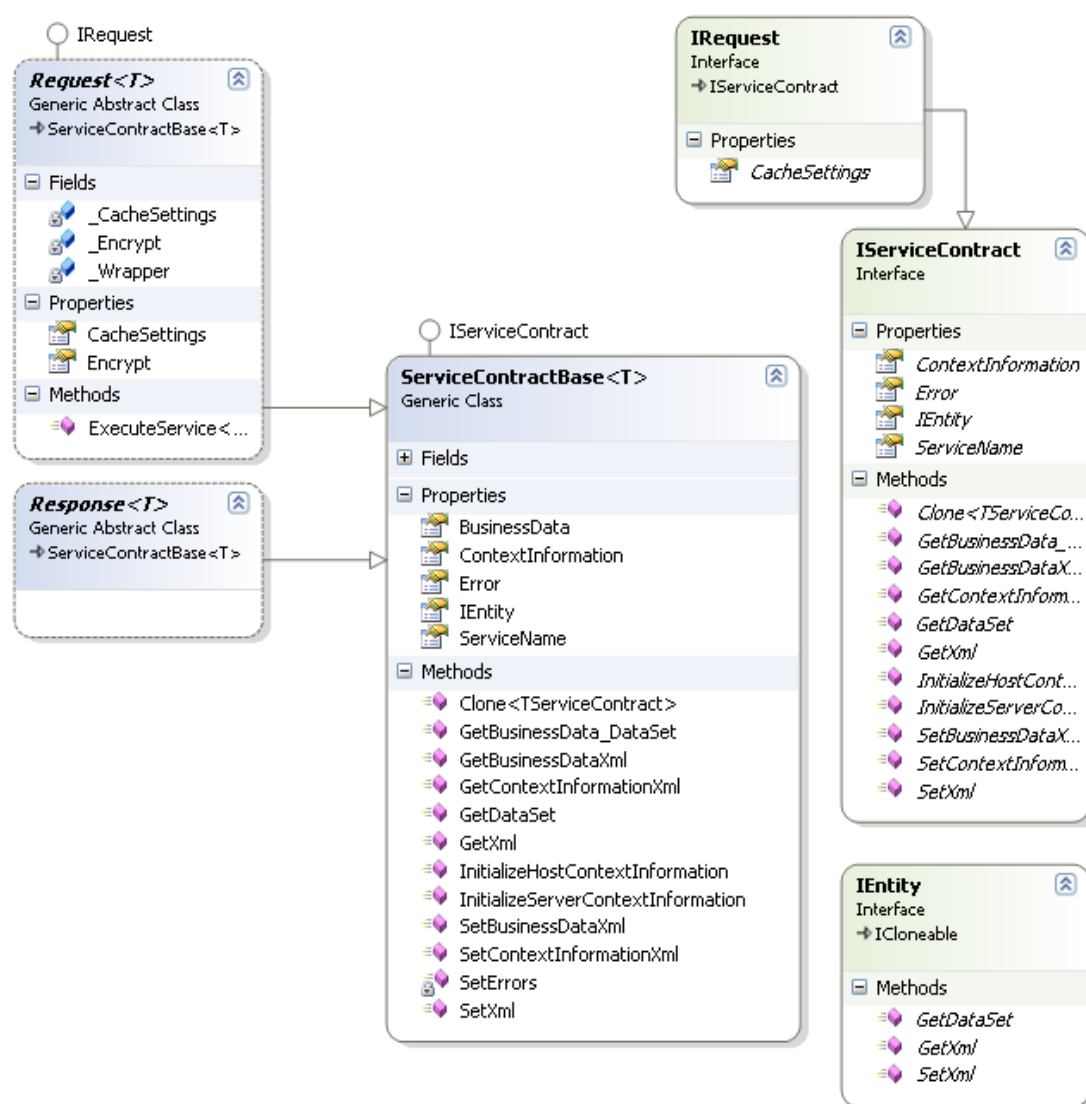 IRequest
Request<T>
Generic Abstract Class
ServiceContractBase<T>
Fields
_CacheSettings
_Encrypt
_Wrapper
Properties
CacheSettings
Encrypt
Methods
ExecuteService<...
Response<T>
Generic Abstract Class
ServiceContractBase<T>
IServiceContract
ServiceContractBase<T>
Generic Class
Fields
Properties
BusinessData
ContextInformation
Error
IEntity
ServiceName
Methods
Clone<TServiceContract>
GetBusinessData_DataSet
GetBusinessDataXml
GetContextInformationXml
GetDataSet
GetXml
InitializeHostContextInformation
InitializeServerContextInformation
SetBusinessDataXml
SetContextInformationXml
SetErrors
SetXml
IRequest
Interface
IServiceContract
Properties
CacheSettings
IServiceContract
Interface
Properties
ContextInformation
Error
IEntity
ServiceName
Methods
Clone<TServiceCo...
GetBusinessData_...
GetBusinessDataX...
GetContextInform...
GetDataSet
GetXml
InitializeHostCont...
InitializeServerCo...
SetBusinessDataX...
SetContextInform...
SetXml
IEntity
Interface
ICloneable
Methods
GetDataSet
GetXml
SetXml